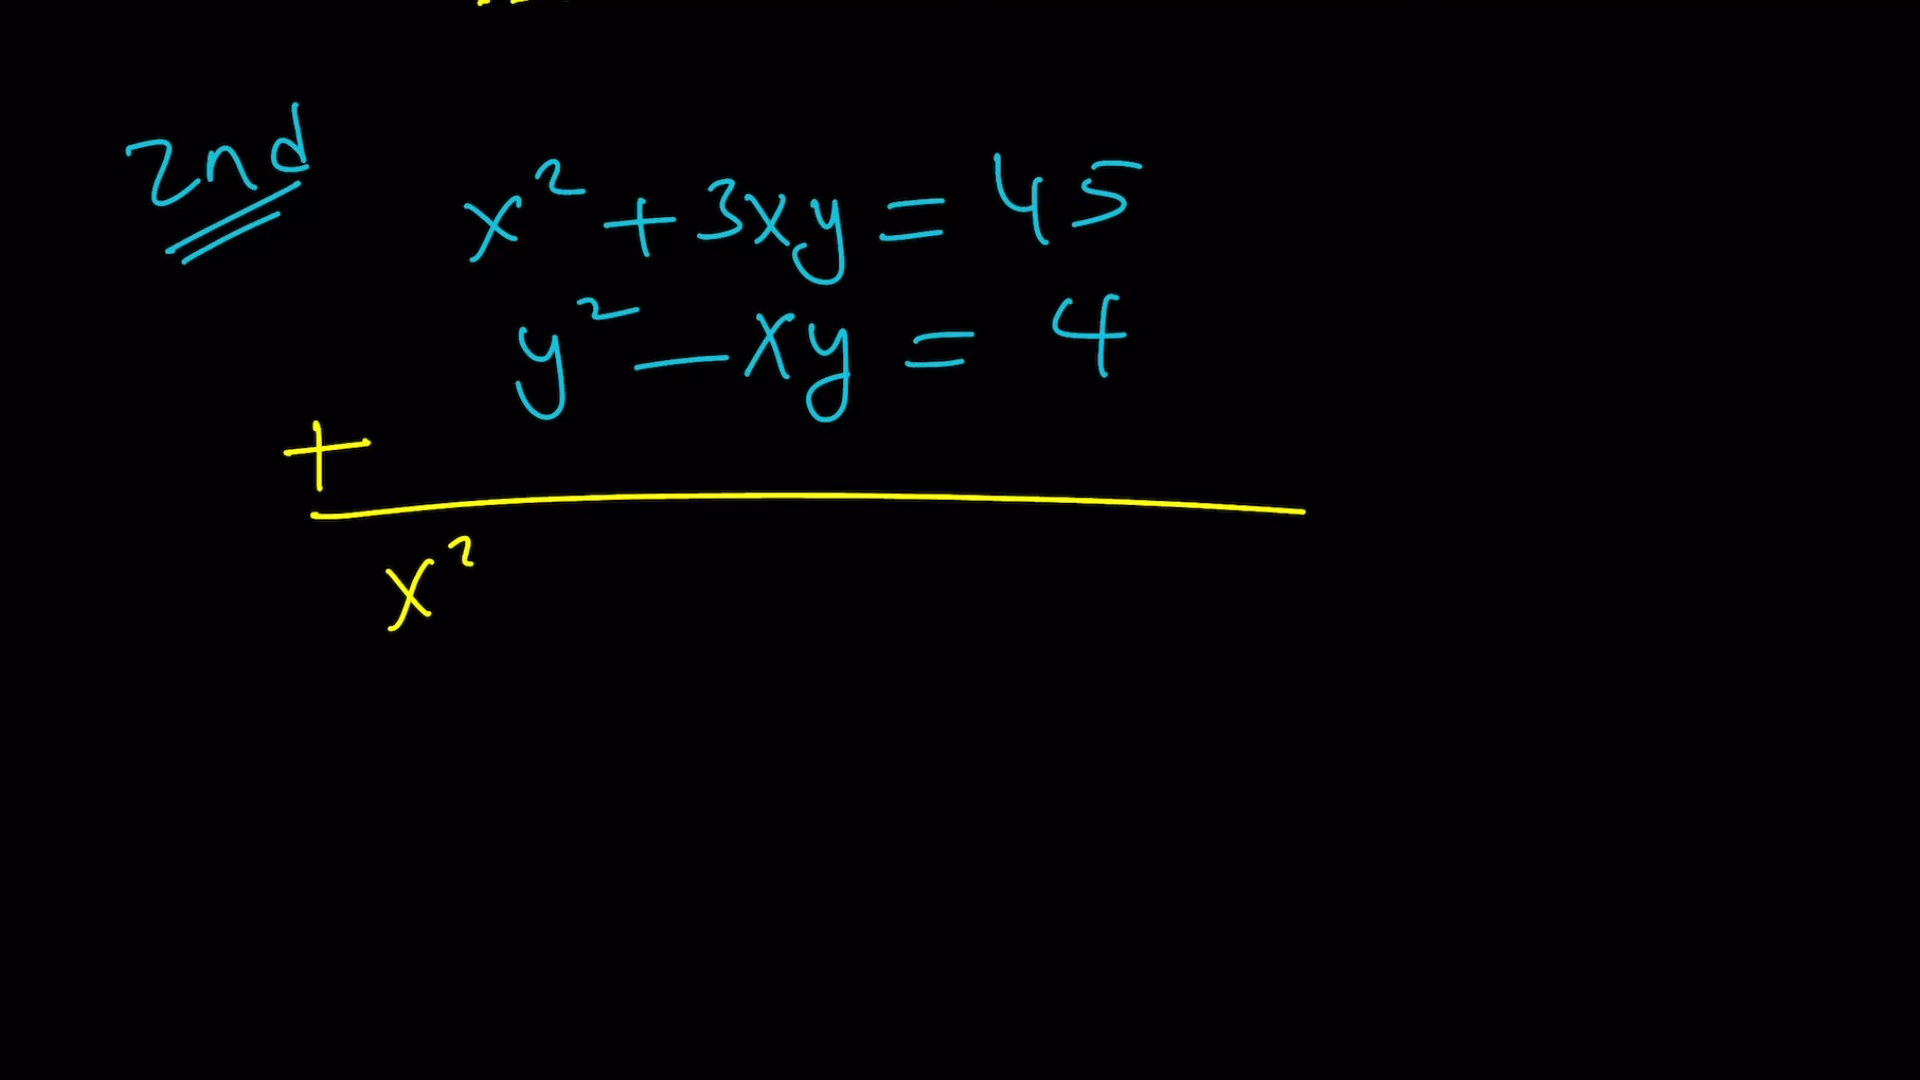 2nd
x² + 3xy = 45
y² – xy = 4
+
x²